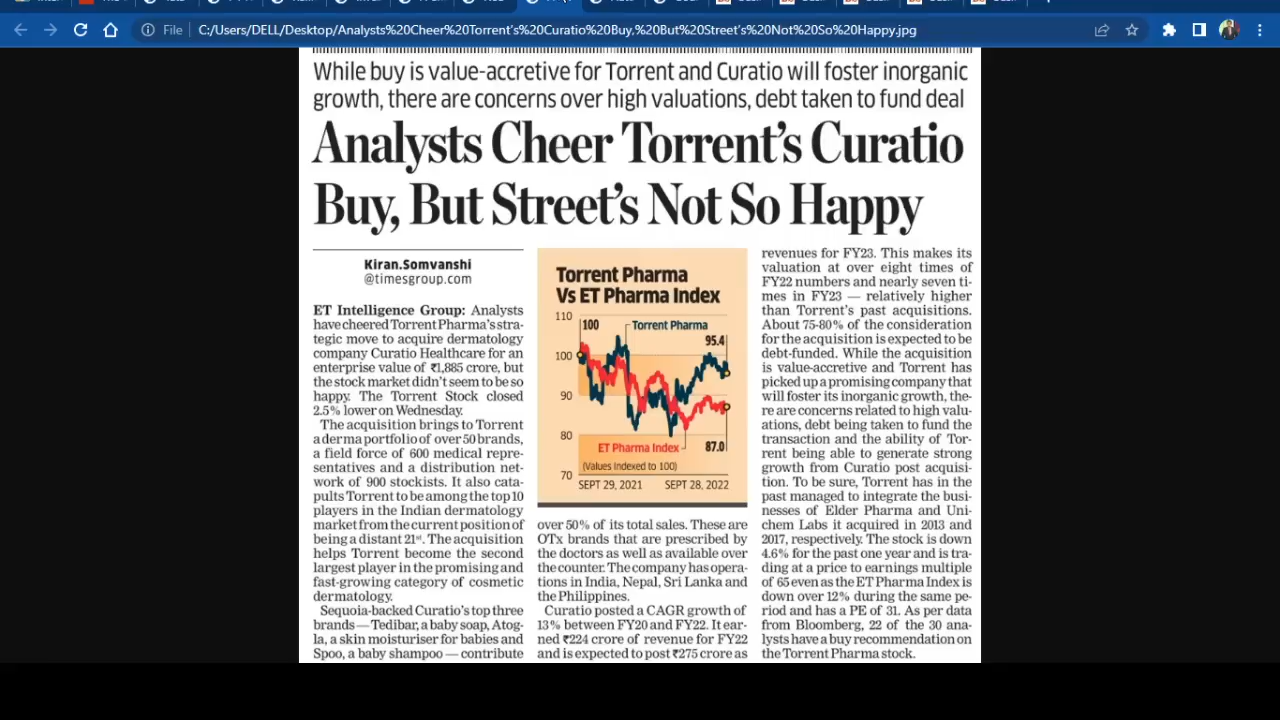 File
C:/Users/DELL/Desktop/Analysts%20Cheer%20Torrent's%20Curatio%20Buy,%20But%20Street's%20Not%20So%20Happy.jpg
While buy is value-accretive for Torrent and Curatio will foster inorganic
growth, there are concerns over high valuations, debt taken to fund deal
Analysts Cheer Torrent's Curatio
Buy, But Street's Not So Happy
Kiran.Somvanshi
@timesgroup.com
ET Intelligence Group: Analysts
have cheered Torrent Pharma's stra-
tegic move to acquire dermatology
company Curatio Healthcare for an
enterprise value of ₹1,885 crore, but
the stock market didn't seem to be so
happy. The Torrent Stock closed
2.5% lower on Wednesday.
The acquisition brings to Torrent
a derma portfolio of over 50 brands,
a field force of 600 medical repre-
sentatives and a distribution net-
work of 900 stockists. It also cata-
pults Torrent to be among the top 10
players in the Indian dermatology
market from the current position of
being a distant 21st. The acquisition
helps Torrent become the second
largest player in the promising and
fast-growing category of cosmetic
dermatology.
Sequoia-backed Curatio's top three
brands — Tedibar, a baby soap, Atog-
la, a skin moisturiser for babies and
Spoo, a baby shampoo — contribute
Torrent Pharma
Vs ET Pharma Index
110
100
Torrent Pharma
95.4
100
90
80
ET Pharma Index
87.0
(Values Indexed to 100)
70
SEPT 29, 2021
SEPT 28, 2022
over 50% of its total sales. These are
OTx brands that are prescribed by
the doctors as well as available over
the counter. The company has opera-
tions in India, Nepal, Sri Lanka and
the Philippines.
Curatio posted a CAGR growth of
13% between FY20 and FY22. It ear-
ned ₹224 crore of revenue for FY22
and is expected to post ₹275 crore as
revenues for FY23. This makes its
valuation at over eight times of
FY22 numbers and nearly seven ti-
mes in FY23 — relatively higher
than Torrent's past acquisitions.
About 75-80% of the consideration
for the acquisition is expected to be
debt-funded. While the acquisition
is value-accretive and Torrent has
picked up a promising company that
will foster its inorganic growth, the-
re are concerns related to high valu-
ations, debt being taken to fund the
transaction and the ability of Tor-
rent being able to generate strong
growth from Curatio post acquisi-
tion. To be sure, Torrent has in the
past managed to integrate the busi-
nesses of Elder Pharma and Uni-
chem Labs it acquired in 2013 and
2017, respectively. The stock is down
4.6% for the past one year and is tra-
ding at a price to earnings multiple
of 65 even as the ET Pharma Index is
down over 12% during the same pe-
riod and has a PE of 31. As per data
from Bloomberg, 22 of the 30 ana-
lysts have a buy recommendation on
the Torrent Pharma stock.